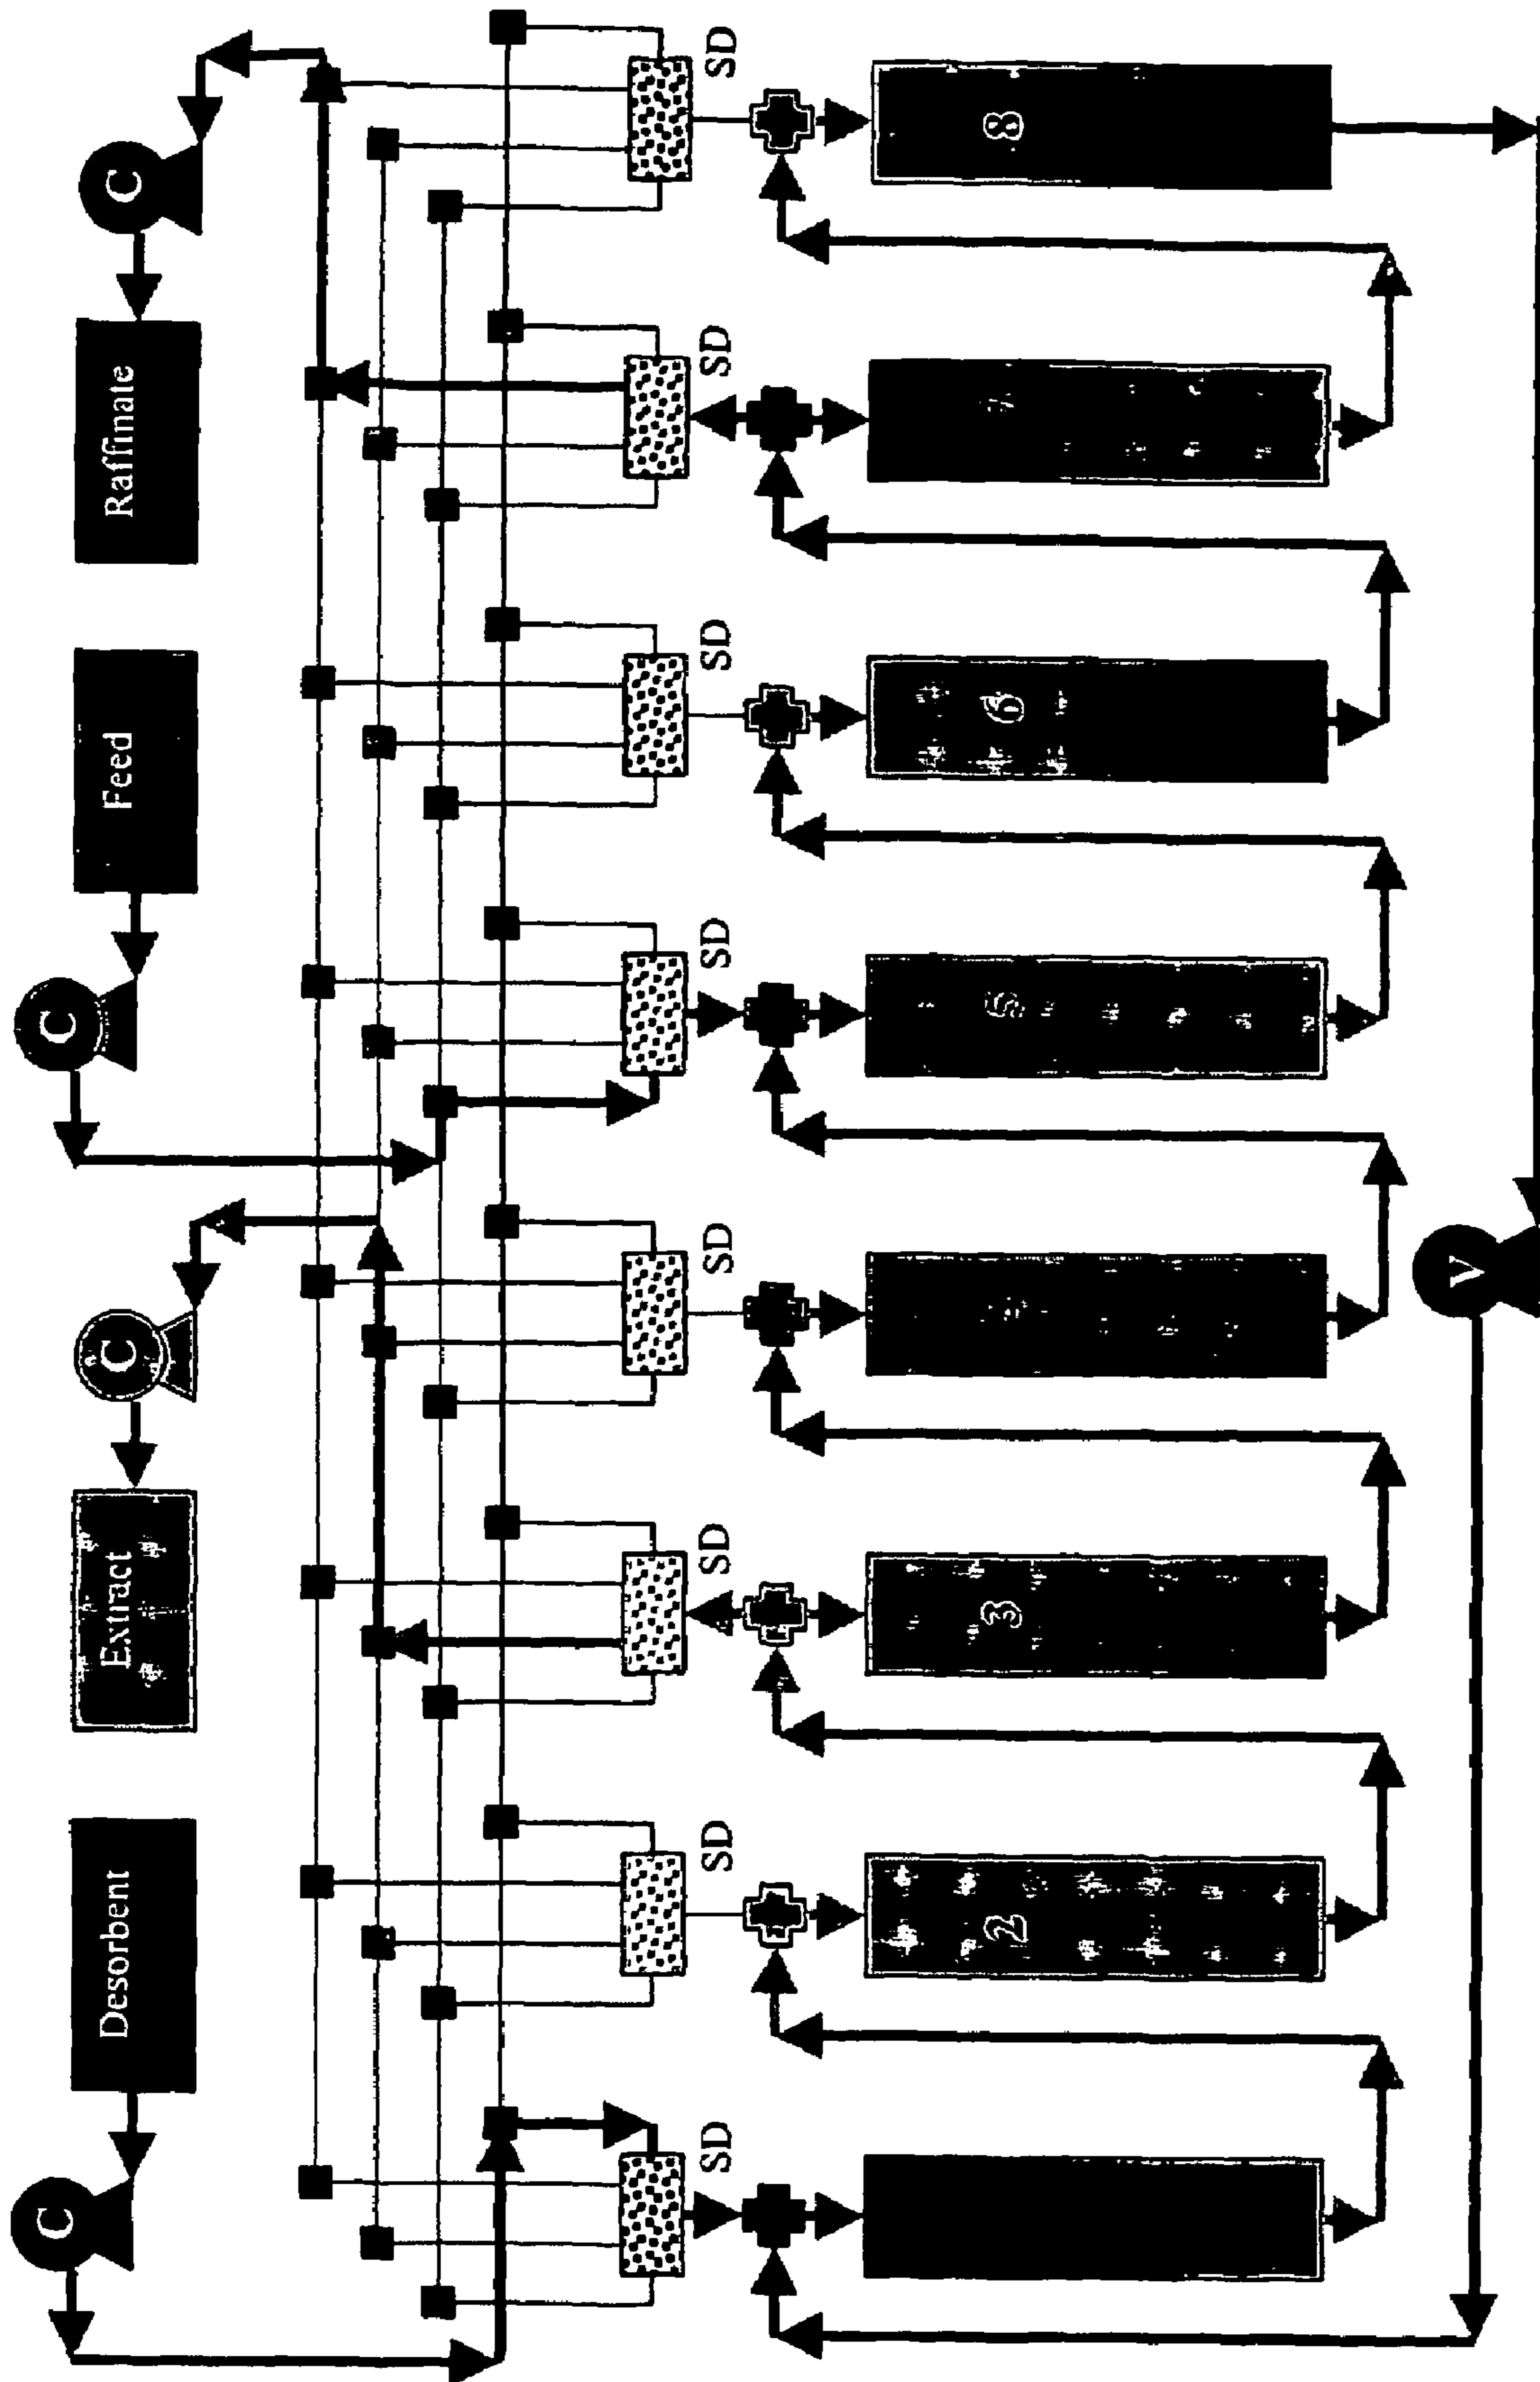 C
Desorbent
Extract
C
C
Feed
Raffinate
C
SD
SD
SD
SD
SD
SD
SD
SD
2
3
5
6
8
V